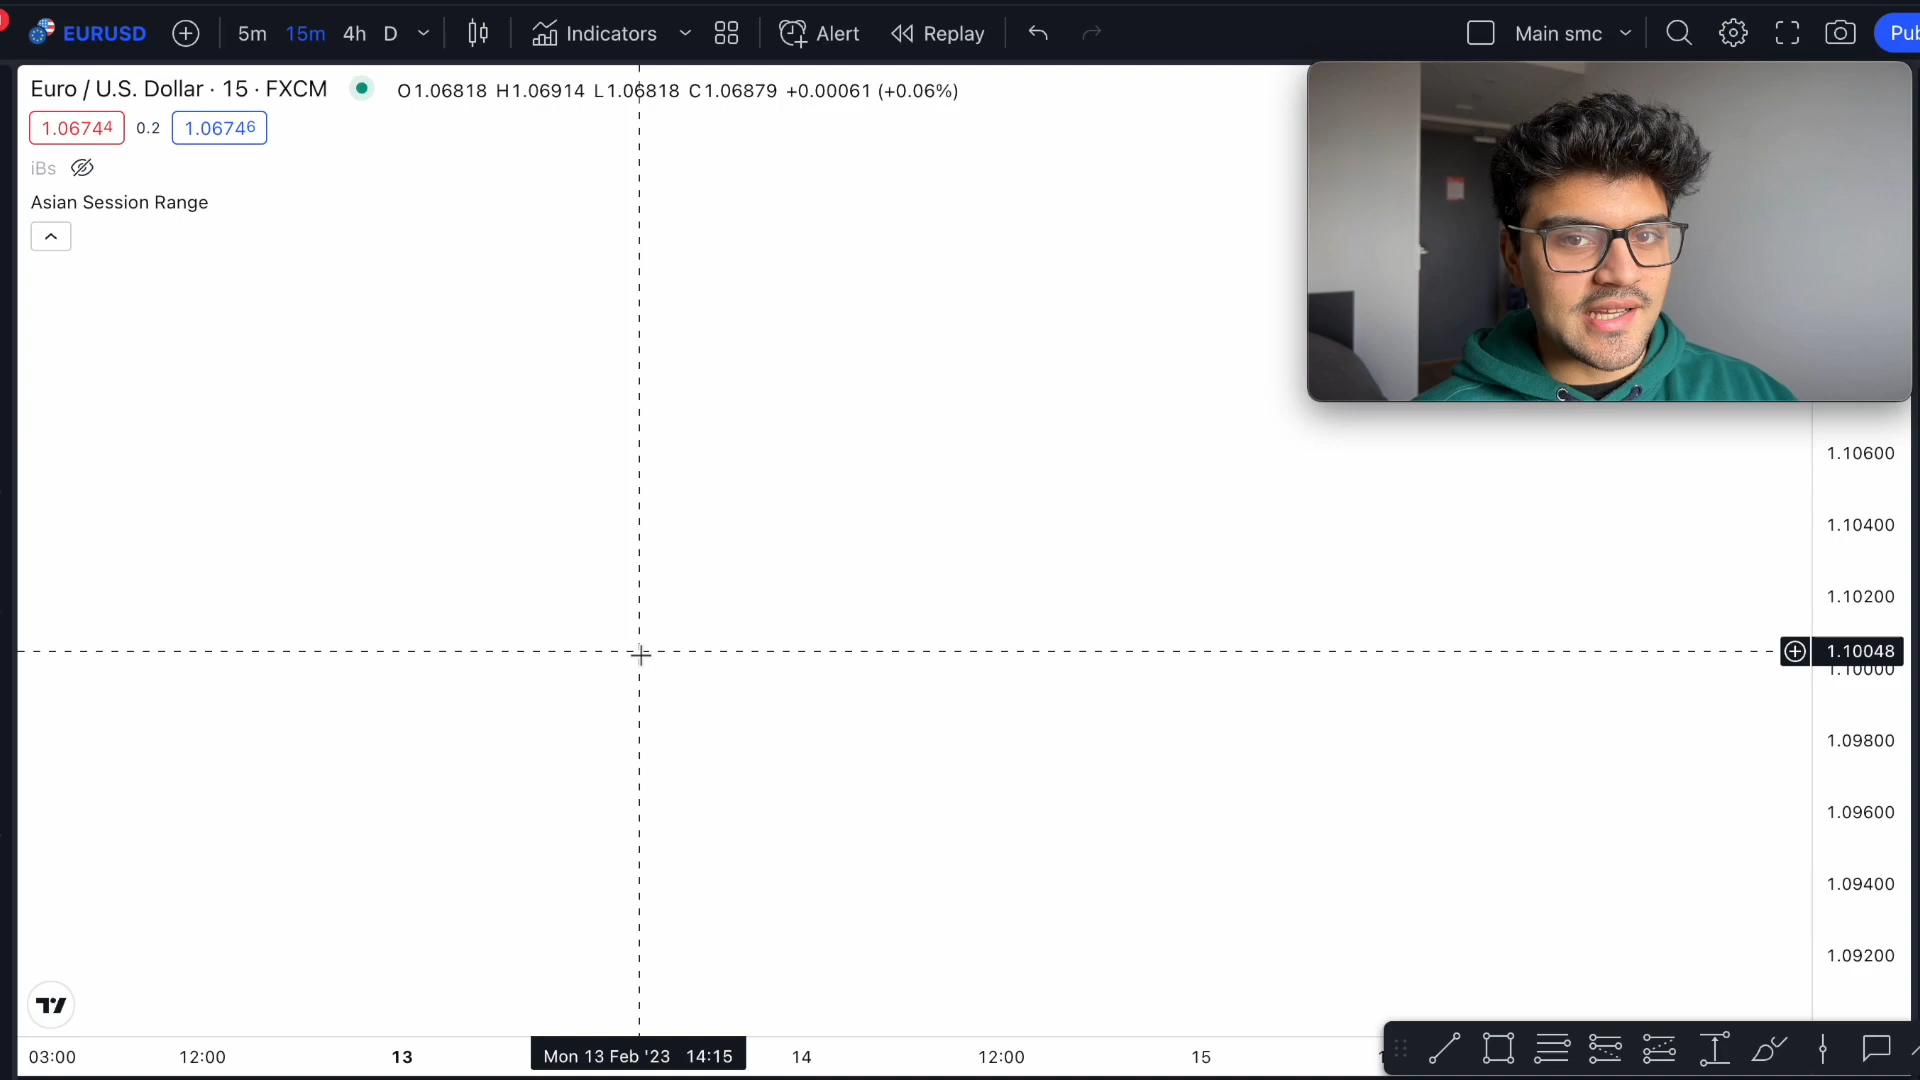 EURUSD 5m 15m 4h D Indicators Alert Replay Main smc Pub
Euro / U.S. Dollar · 15 · FXCM O1.06818 H1.06914 L1.06818 C1.06879 +0.00061 (+0.06%)
1.06744 0.2 1.06746
iBs
Asian Session Range
1.10600
1.10400
1.10200
1.10048
1.10000
1.09800
1.09600
1.09400
1.09200
03:00 12:00 13 Mon 13 Feb '23 14:15 14 12:00 15